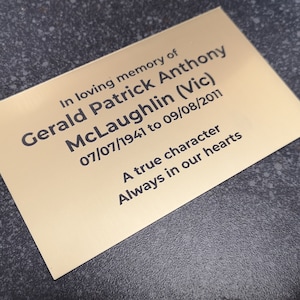 In loving memory of
Gerald Patrick Anthony
McLaughlin (Vic)
07/07/1941 to 09/08/2011
A true character
Always in our hearts